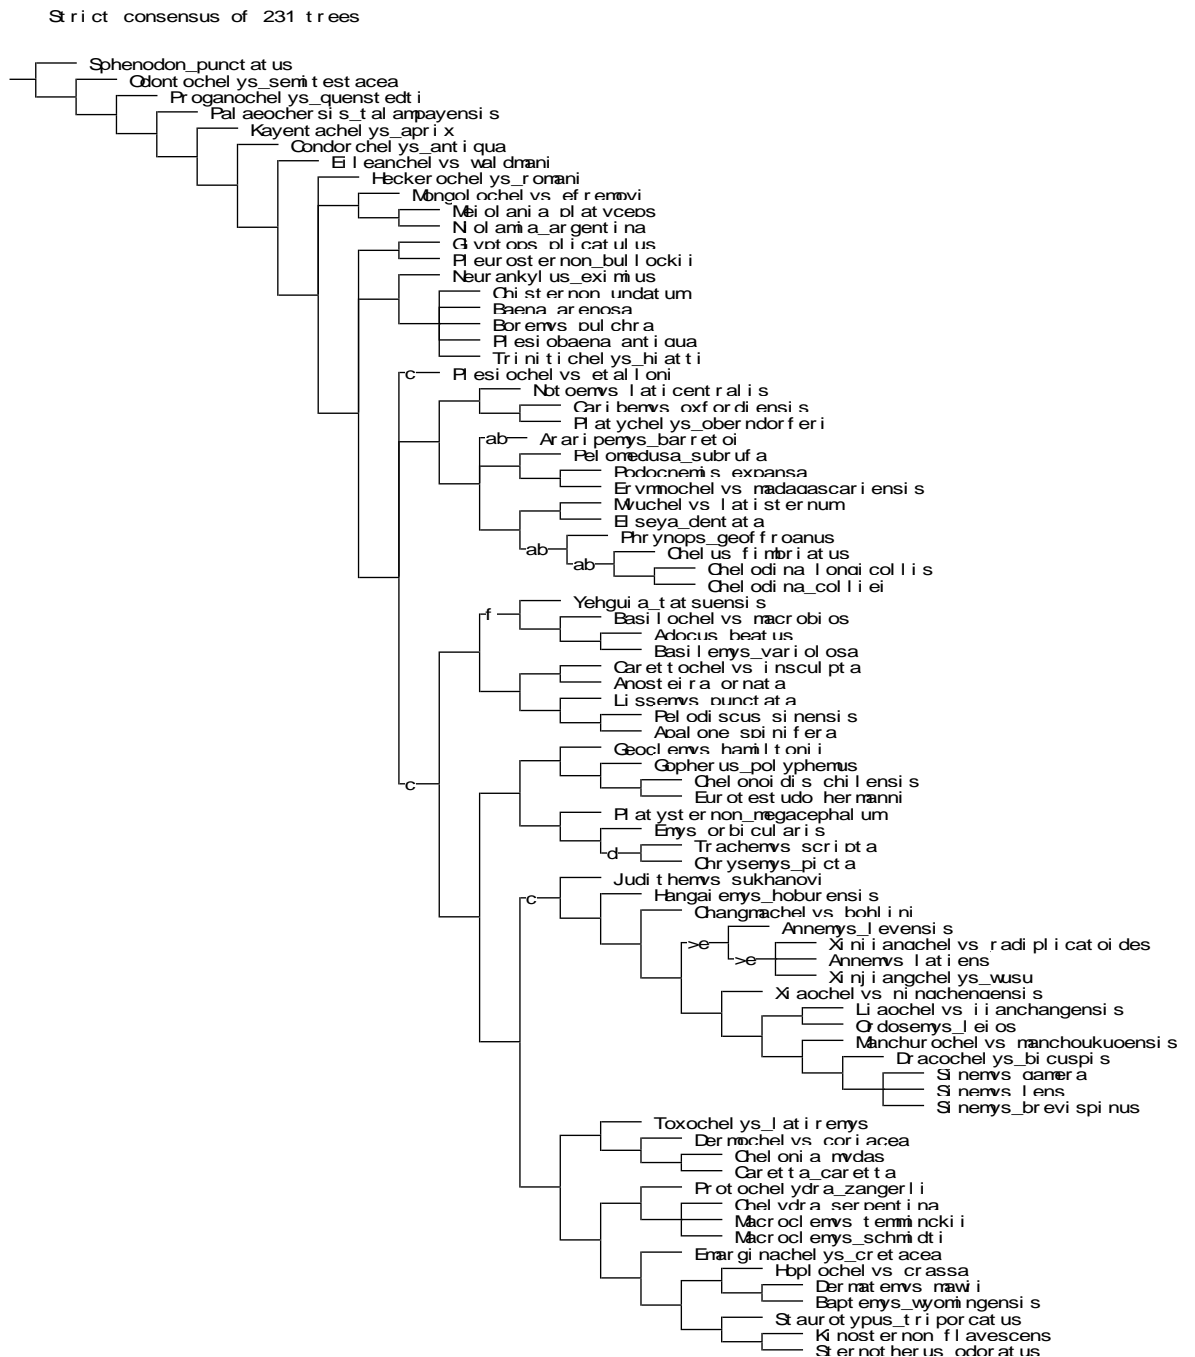 Strict consensus of 231 trees
Sphenodon_punctatus
Odontochelys_semitestacea
Proganochelys_quenstedti
Palaeochersis_talampayensis
Kayentachelys_aprix
Condorchelys_antiqua
Eileanchelys_waldmani
Heckerochelys_romani
Mongolochelys_efremovi
Meiolania_platyceps
Niolamia_argentina
Glyptops_plicatulus
Pleurosternon_bullockii
Neurankylus_eximius
Chisternon_undatum
Baena_arenosa
Boremys_pulchra
Plesiobaena_antiqua
Trinitichelys_hiatti
c Plesiochelys_etalloni
Notoemys_laticentralis
Caribemys_oxfordiensis
Platychelys_oberndorferi
ab Araripemys_barretoi
Pelomedusa_subrufa
Podocnemis_expansa
Erymnochelys_madagascariensis
Myuchelys_latisternum
Elseya_dentata
Phrynops_geoffroanus
ab
Chelus_fimbriatus
ab
Chelodina_longicollis
Chelodina_colliei
Yehguia_tatsuensis
f
Basilochelys_macrobios
Adocus_beatus
Basilemys_variolosa
Carettochelys_insculpta
Anosteira_ornata
Lissemys_punctata
Pelodiscus_sinensis
Apalone_spinifera
Geoclemys_hamiltonii
Gopherus_polyphemus
Chelonoidis_chilensis
c
Eurotestudo_hermanni
Platysternon_megacephalum
Emys_orbicularis
Trachemys_scripta
d
Chrysemys_picta
Judithemys_sukhanovi
c
Hangaiemys_hoburensis
Changmachelys_bohlini
Annemys_levensis
>e
Xinjiangchelys_radiplicatoides
>e Annemys_latiens
Xinjiangchelys_wusu
Xiaochelys_ningchengensis
Liaochelys_jianchangensis
Ordosemys_leios
Manchurochelys_manchoukuoensis
Dracochelys_bicuspis
Sinemys_gamera
Sinemys_lens
Sinemys_brevispinus
Toxochelys_latiremys
Dermochelys_coriacea
Chelonia_mydas
Caretta_caretta
Protochelydra_zangerli
Chelydra_serpentina
Macroclemys_temminckii
Macroclemys_schmidti
Emarginachelys_cretacea
Hoplochelys_crassa
Dermatemys_mawii
Baptemys_wyomingensis
Staurotypus_triporcatus
Kinosternon_flavescens
Sternotherus_odoratus